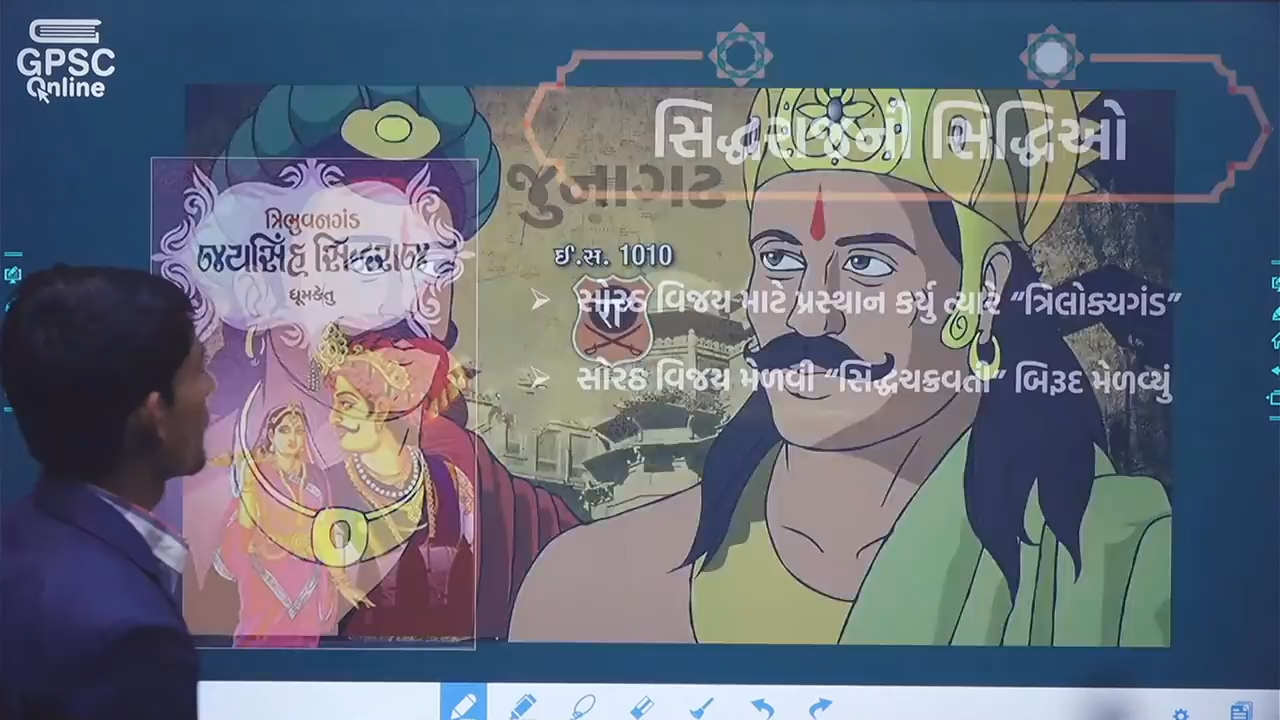 GPSC
Online
સિદ્ધરાજની સિદ્ધિઓ
જુનાગઢ
ત્રિભુવનગંડ
જયસિંહ સિદ્ધરાજ
ધૂમકેતુ
ઈ.સ. 1010
➢ સોરઠ વિજય માટે પ્રસ્થાન કર્યુ ત્યારે “ત્રિલોક્યગંડ”
➢ સોરઠ વિજય મેળવી “સિદ્ધચક્રવર્તી” બિરૂદ મેળવ્યું